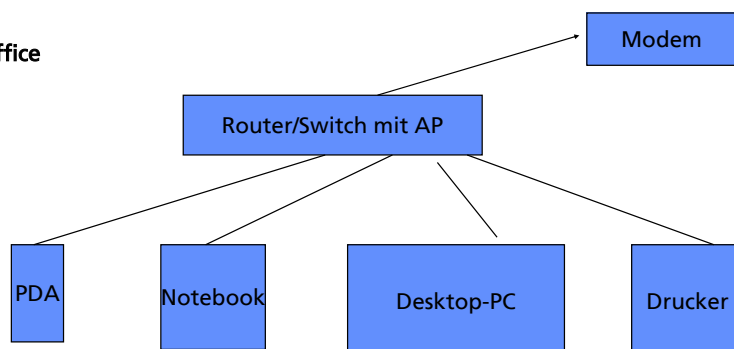 ffice
Modem
Router/Switch mit AP
PDA
Notebook
Desktop-PC
Drucker